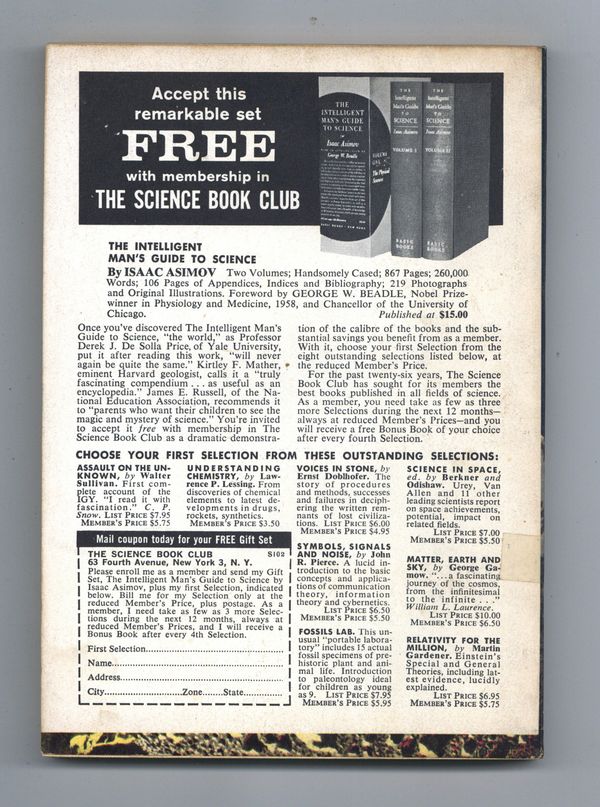 Accept this
remarkable set
FREE
with membership in
THE SCIENCE BOOK CLUB
THE
INTELLIGENT
MAN'S GUIDE
TO SCIENCE
Isaac Asimov
George W. Beadle
VOLUME
ONE
The Physical
Sciences
THE
Intelligent
Man's Guide
TO
SCIENCE
Isaac Asimov
VOLUME I
BASIC
BOOKS
THE
Intelligent
Man's Guide
TO
SCIENCE
Isaac Asimov
VOLUME II
BASIC
BOOKS
THE INTELLIGENT
MAN'S GUIDE TO SCIENCE
By ISAAC ASIMOV Two Volumes; Handsomely Cased; 867 Pages; 260,000
Words; 106 Pages of Appendices, Indices and Bibliography; 219 Photographs
and Original Illustrations. Foreword by GEORGE W. BEADLE, Nobel Prize-
winner in Physiology and Medicine, 1958, and Chancellor of the University of
Chicago. Published at $15.00
Once you've discovered The Intelligent Man's
Guide to Science, "the world," as Professor
Derek J. De Solla Price, of Yale University,
put it after reading this work, "will never
again be quite the same." Kirtley F. Mather,
eminent Harvard geologist, calls it a "truly
fascinating compendium . . . as useful as an
encyclopedia." James E. Russell, of the Na-
tional Education Association, recommends it
to "parents who want their children to see the
magic and mystery of science." You're invited
to accept it free with membership in The
Science Book Club as a dramatic demonstra-
tion of the calibre of the books and the sub-
stantial savings you benefit from as a member.
With it, choose your first Selection from the
eight outstanding selections listed below, at
the reduced Member's Price.
For the past twenty-six years, The Science
Book Club has sought for its members the
best books published in all fields of science.
As a member, you need take as few as three
more Selections during the next 12 months—
always at reduced Member's Prices—and you
will receive a free Bonus Book of your choice
after every fourth Selection.
CHOOSE YOUR FIRST SELECTION FROM THESE OUTSTANDING SELECTIONS:
ASSAULT ON THE UN-
KNOWN, by Walter
Sullivan. First com-
plete account of the
IGY. "I read it with
fascination." C. P.
Snow. LIST PRICE $7.95
MEMBER'S PRICE $5.75
UNDERSTANDING
CHEMISTRY, by Law-
rence P. Lessing. From
discoveries of chemical
elements to latest de-
velopments in drugs,
rockets, synthetics.
MEMBER'S PRICE $3.50
Mail coupon today for your FREE Gift Set
THE SCIENCE BOOK CLUB S102
63 Fourth Avenue, New York 3, N. Y.
Please enroll me as a member and send my Gift
Set, The Intelligent Man's Guide to Science by
Isaac Asimov, plus my first Selection, indicated
below. Bill me for my Selection only at the
reduced Member's Price, plus postage. As a
member, I need take as few as 3 more Selec-
tions during the next 12 months, always at
reduced Member's Prices, and I will receive a
Bonus Book after every 4th Selection.
First Selection
Name
Address
City Zone State
VOICES IN STONE, by
Ernst Doblhofer. The
story of procedures
and methods, successes
and failures in deciph-
ering the written rem-
nants of lost civiliza-
tions. LIST PRICE $6.00
MEMBER'S PRICE $4.95
SYMBOLS, SIGNALS
AND NOISE, by John
R. Pierce. A lucid in-
troduction to the basic
concepts and applica-
tions of communication
theory, information
theory and cybernetics.
LIST PRICE $6.50
MEMBER'S PRICE $5.50
FOSSILS LAB. This un-
usual "portable labora-
tory" includes 15 actual
fossil specimens of pre-
historic plant and ani-
mal life. Introduction
to paleontology ideal
for children as young
as 9. LIST PRICE $7.95
MEMBER'S PRICE $5.95
SCIENCE IN SPACE,
ed. by Berkner and
Odishaw. Urey, Van
Allen and 11 other
leading scientists report
on space achievements,
potential, impact on
related fields.
LIST PRICE $7.00
MEMBER'S PRICE $5.50
MATTER, EARTH AND
SKY, by George Ga-
mow. "...a fascinating
journey of the cosmos,
from the infinitesimal
to the infinite . . ."
William L. Laurence.
LIST PRICE $10.00
MEMBER'S PRICE $6.50
RELATIVITY FOR THE
MILLION, by Martin
Gardener. Einstein's
Special and General
Theories, including lat-
est evidence, lucidly
explained.
LIST PRICE $6.95
MEMBER'S PRICE $5.75